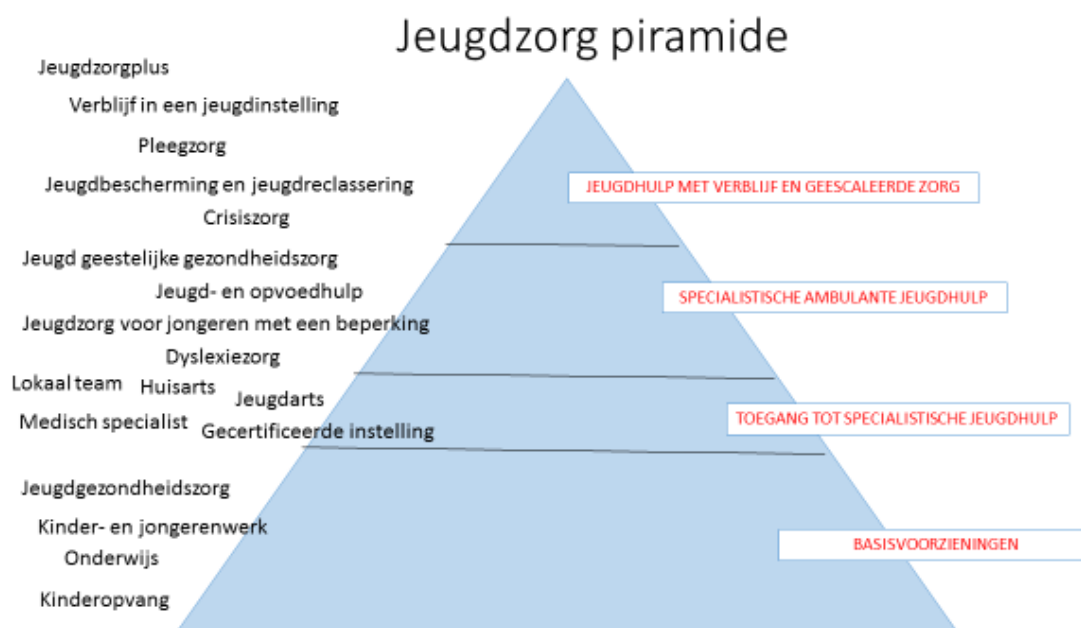 Jeugdzorg piramide
Jeugdzorgplus
Verblijf in een jeugdinstelling
Pleegzorg
Jeugdbescherming en jeugdreclassering
JEUGDHULP MET VERBLIJF EN GEESCALEERDE ZORG
Crisiszorg
Jeugd geestelijke gezondheidszorg
Jeugd- en opvoedhulp
SPECIALISTISCHE AMBULANTE JEUGDHULP
Jeugdzorg voor jongeren met een beperking
Dyslexiezorg
Lokaal team Huisarts
Jeugdarts
Medisch specialist
TOEGANG TOT SPECIALISTISCHE JEUGDHULP
Gecertificeerde instelling
Jeugdgezondheidszorg
Kinder- en jongerenwerk
BASISVOORZIENINGEN
Onderwijs
Kinderopvang